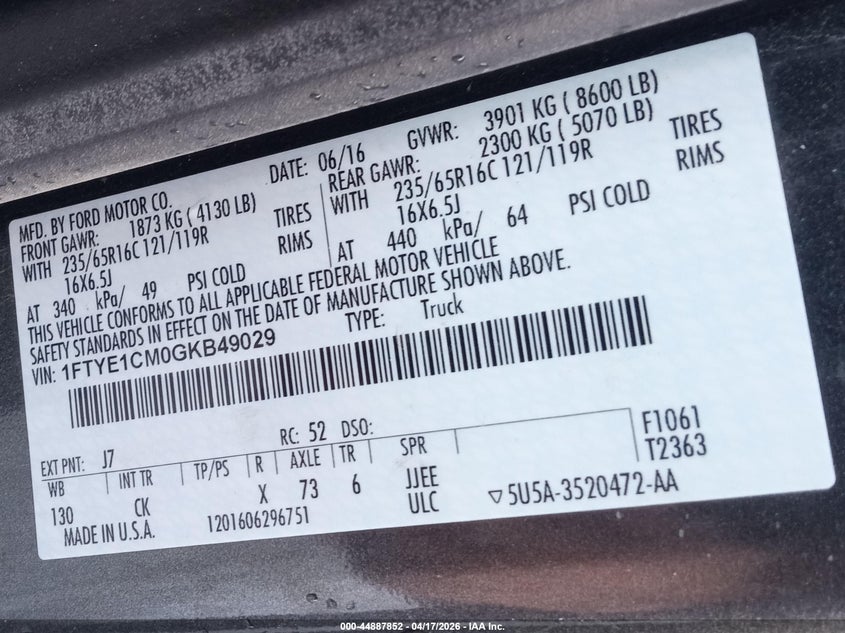 MFD. BY FORD MOTOR CO. DATE: 06/16 GVWR: 3901 KG ( 8600 LB)
FRONT GAWR: 1873 KG ( 4130 LB) REAR GAWR: 2300 KG ( 5070 LB)
WITH 235/65R16C 121/119R TIRES WITH 235/65R16C 121/119R TIRES
16X6.5J RIMS 16X6.5J RIMS
AT 340 kPa/ 49 PSI COLD AT 440 kPa/ 64 PSI COLD
THIS VEHICLE CONFORMS TO ALL APPLICABLE FEDERAL MOTOR VEHICLE
SAFETY STANDARDS IN EFFECT ON THE DATE OF MANUFACTURE SHOWN ABOVE.
VIN: 1FTYE1CM0GKB49029 TYPE: Truck
EXT PNT: J7 RC: 52 DSO: F1061
WB INT TR TP/PS R AXLE TR SPR T2363
130 CK X 73 6 JJEE
MADE IN U.S.A. 1201606296751 ULC ▽5U5A-3520472-AA
000-44887852 - 04/17/2026 - IAA Inc.